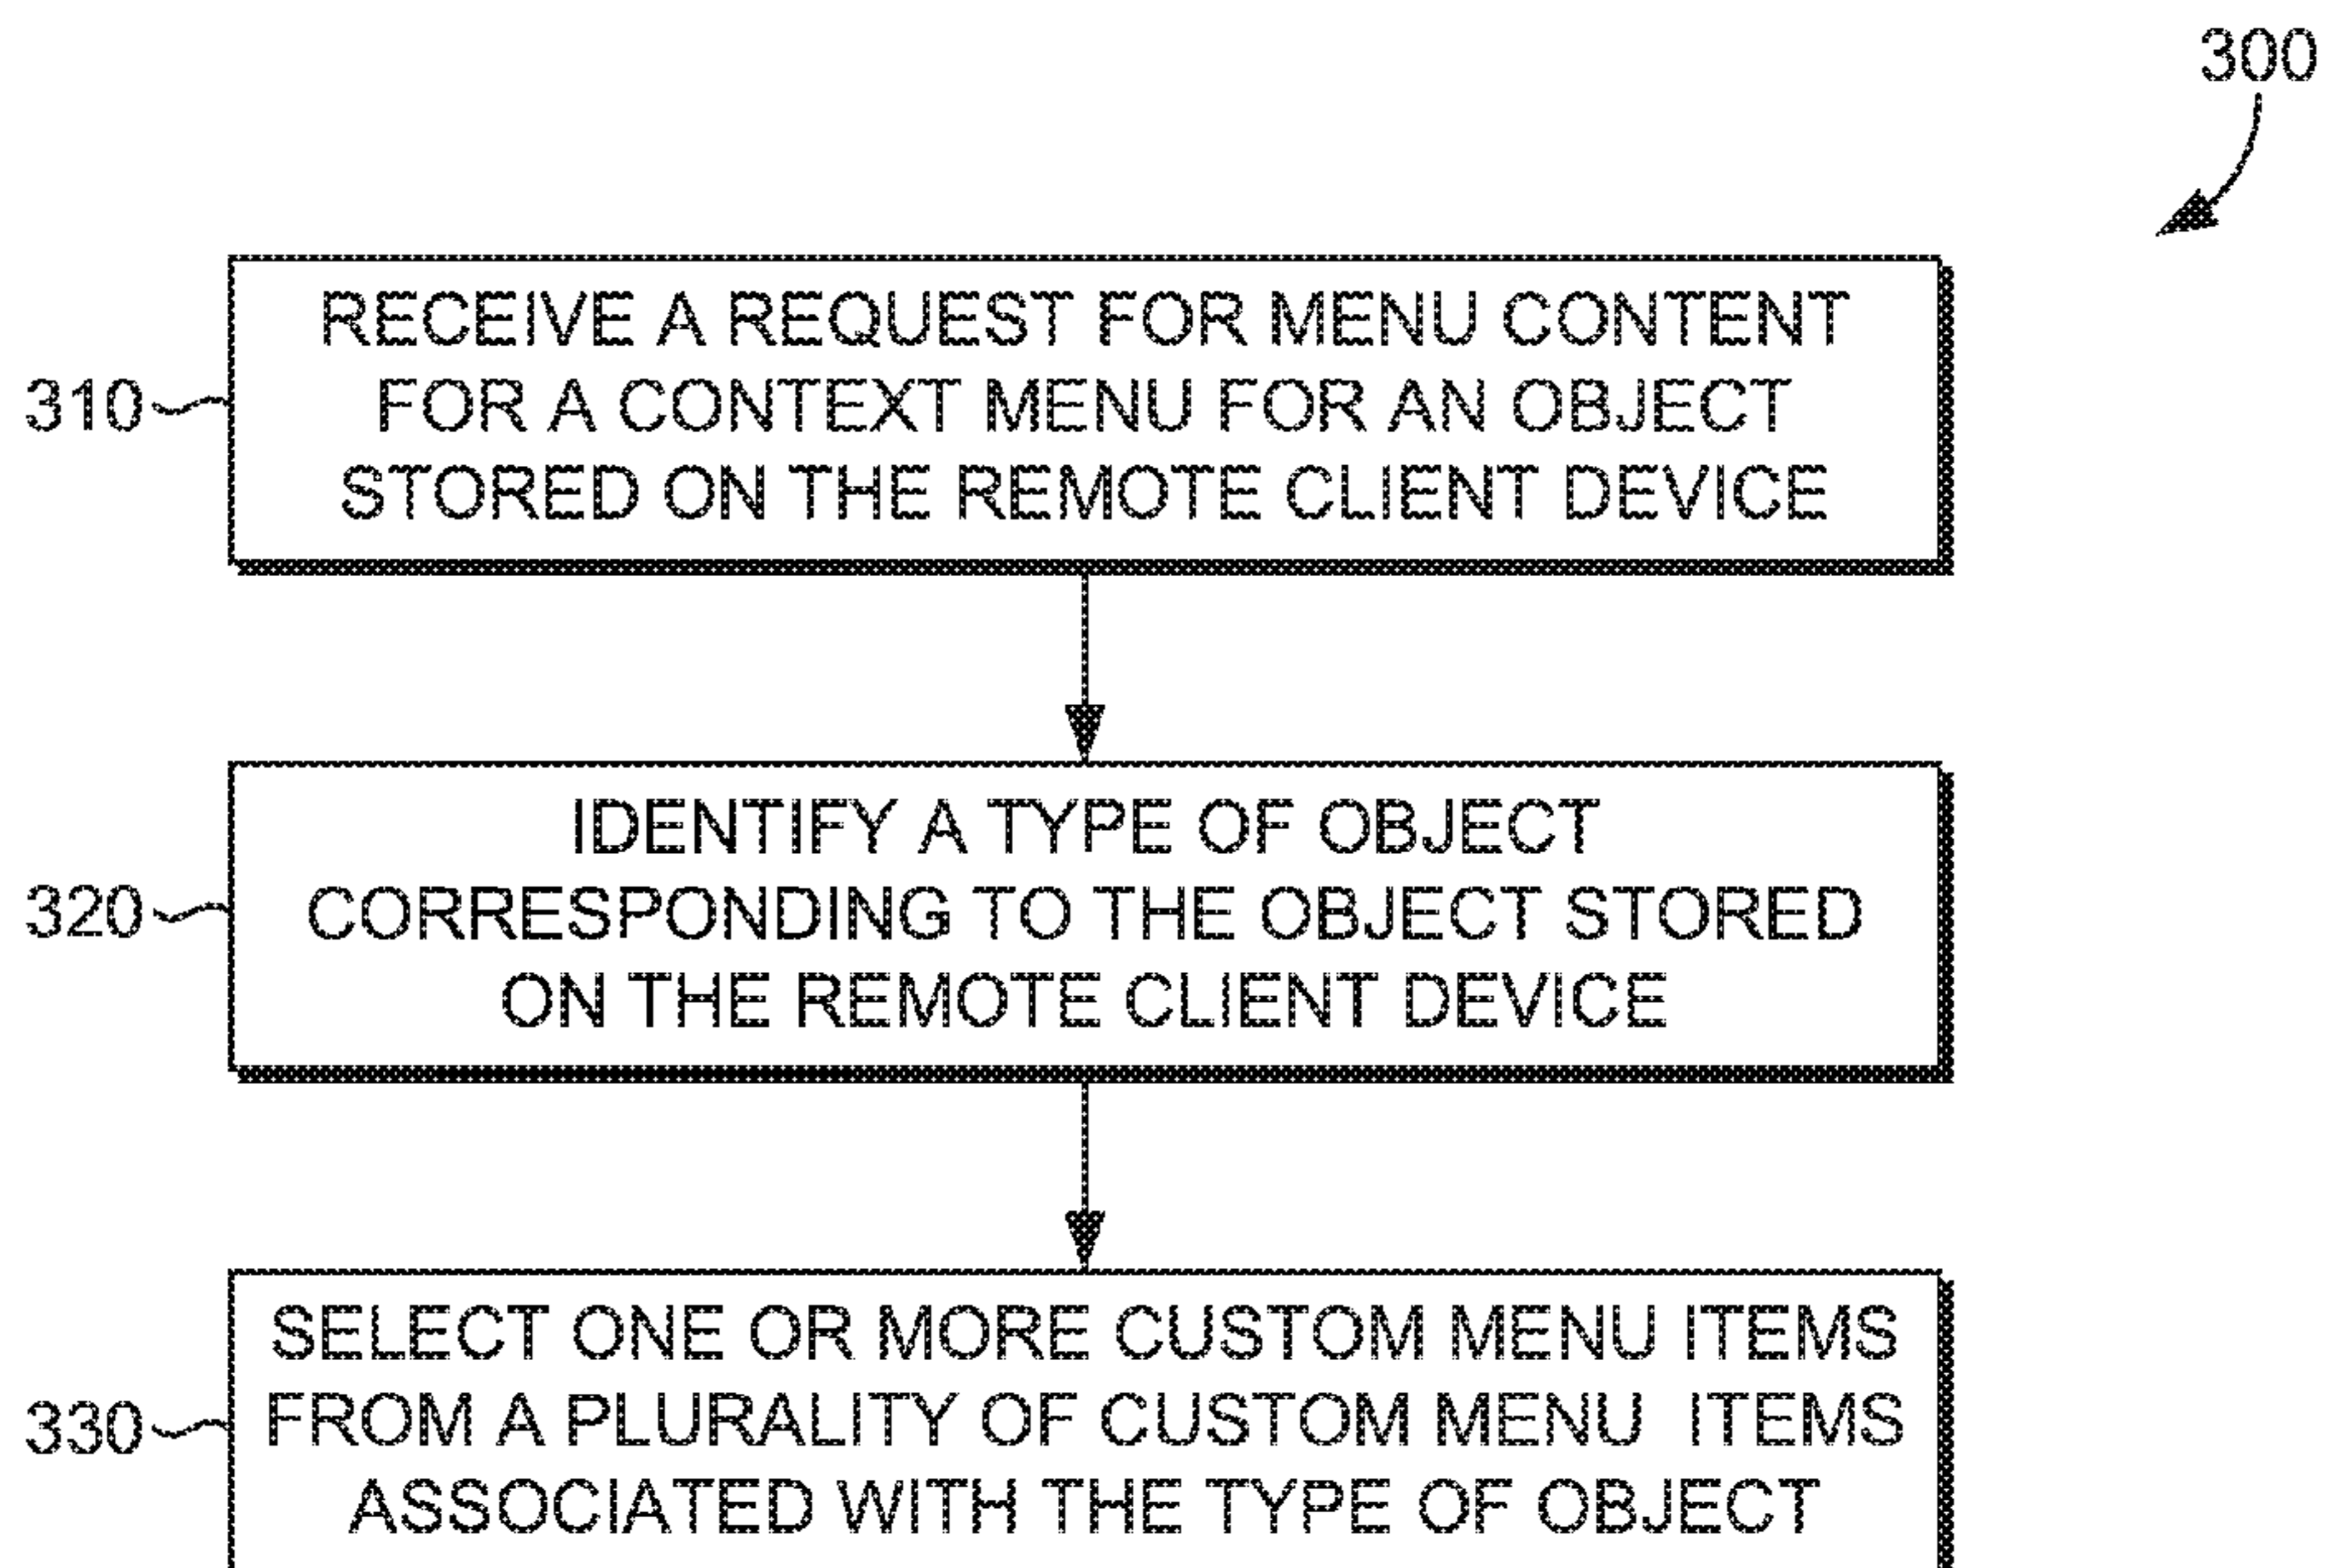 300
RECEIVE A REQUEST FOR MENU CONTENT
FOR A CONTEXT MENU FOR AN OBJECT
STORED ON THE REMOTE CLIENT DEVICE
310
IDENTIFY A TYPE OF OBJECT
CORRESPONDING TO THE OBJECT STORED
ON THE REMOTE CLIENT DEVICE
320
SELECT ONE OR MORE CUSTOM MENU ITEMS
FROM A PLURALITY OF CUSTOM MENU ITEMS
ASSOCIATED WITH THE TYPE OF OBJECT
330